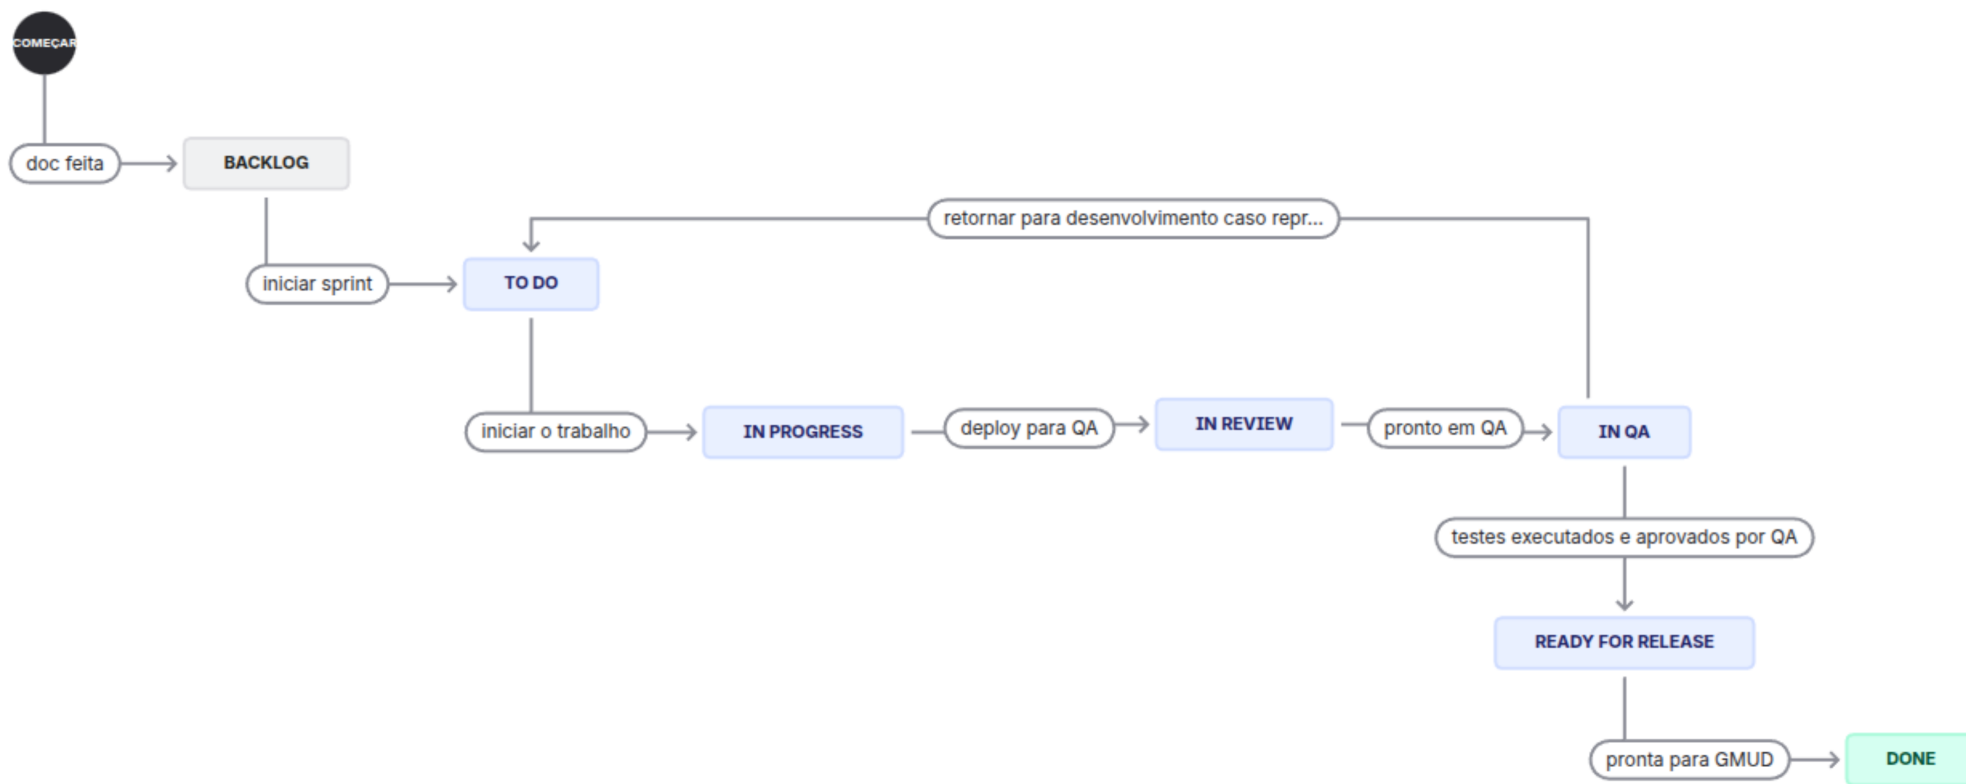 COMEÇAR
doc feita
BACKLOG
retornar para desenvolvimento caso repr...
iniciar sprint
TO DO
iniciar o trabalho
IN PROGRESS
deploy para QA
IN REVIEW
pronto em QA
IN QA
testes executados e aprovados por QA
READY FOR RELEASE
pronta para GMUD
DONE